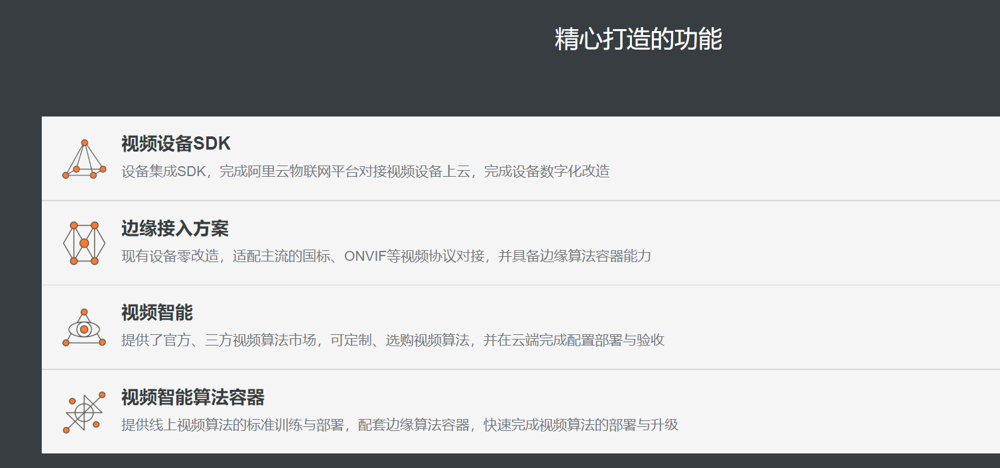 精心打造的功能
视频设备SDK
设备集成SDK，完成阿里云物联网平台对接视频设备上云，完成设备数字化改造
边缘接入方案
现有设备零改造，适配主流的国标、ONVIF等视频协议对接，并具备边缘算法容器能力
视频智能
提供了官方、三方视频算法市场，可定制、选购视频算法，并在云端完成配置部署与验收
视频智能算法容器
提供线上视频算法的标准训练与部署，配套边缘算法容器，快速完成视频算法的部署与升级